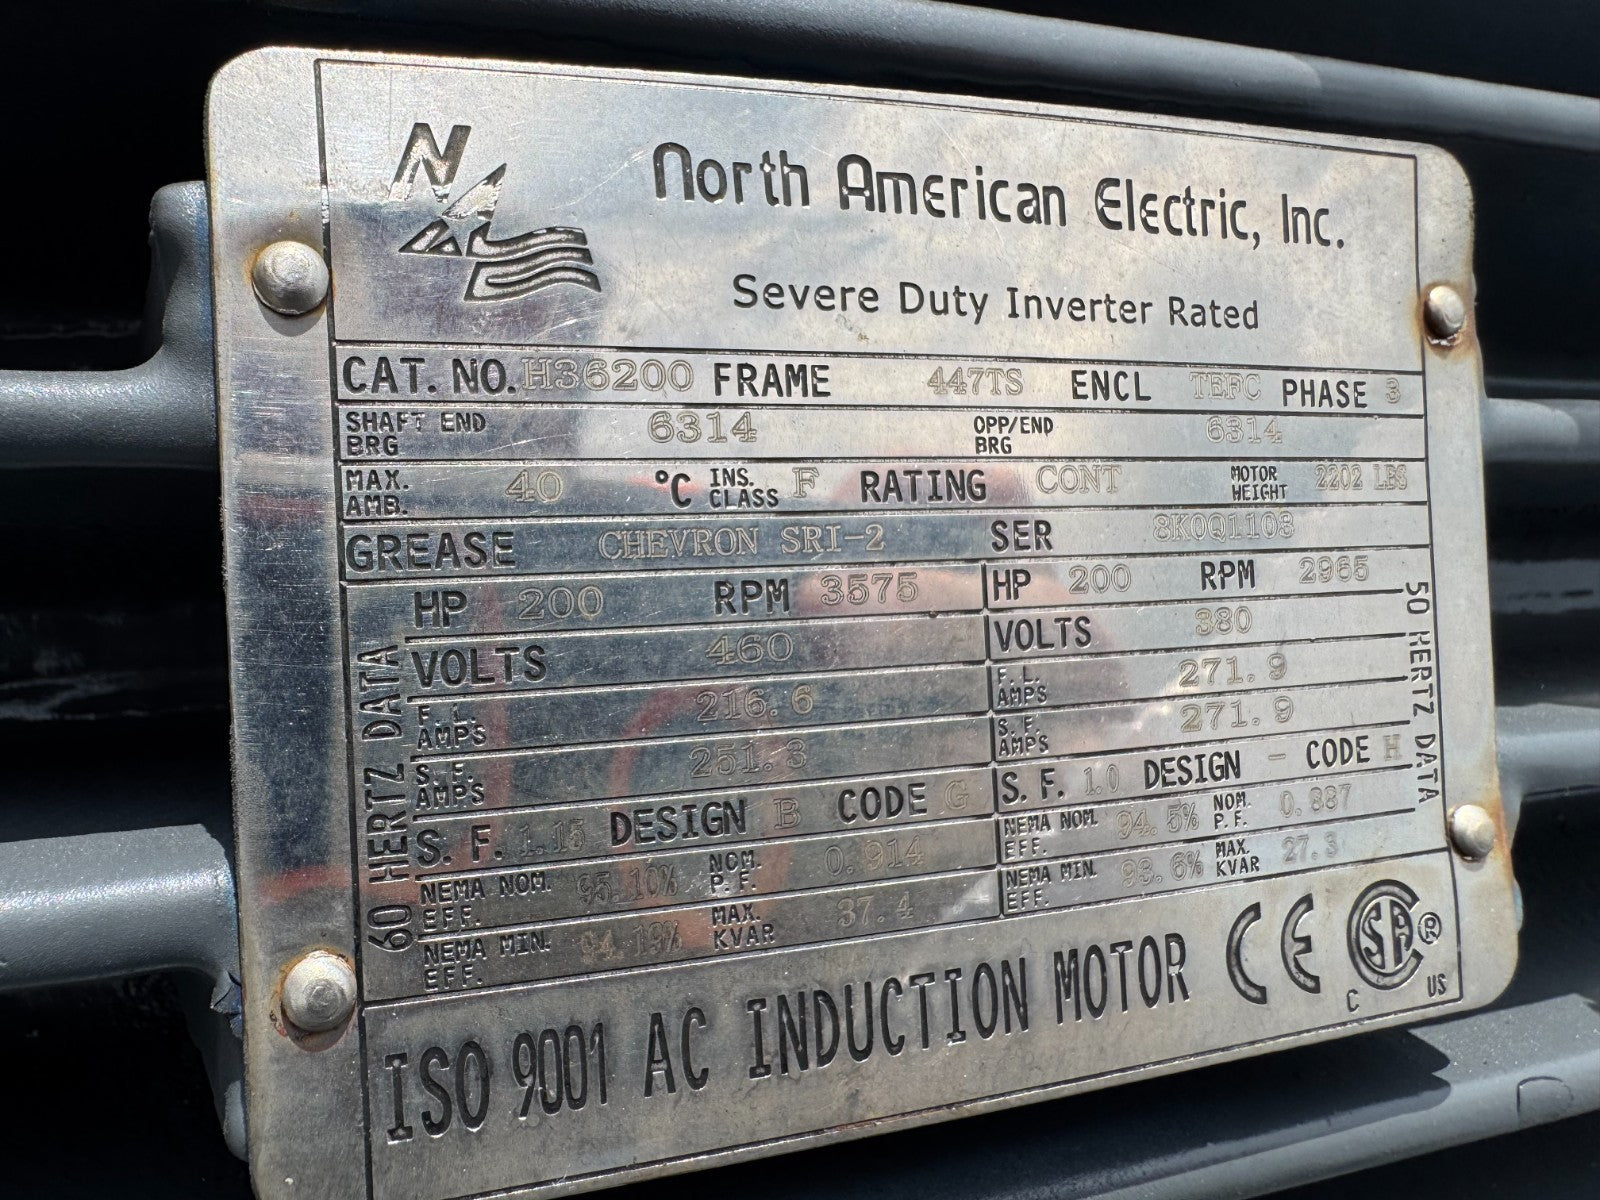 NAE
North American Electric, Inc.
Severe Duty Inverter Rated
CAT. NO. H36200 FRAME 447TS ENCL TEFC PHASE 3
SHAFT END BRG 6314 OPP/END BRG 6314
MAX. AMB. 40 °C INS. CLASS F RATING CONT MOTOR WEIGHT 2202 LBS
GREASE CHEVRON SRI-2 SER 8K0Q1103
60 HERTZ DATA
HP 200 RPM 3575
VOLTS 460
F.L. AMPS 216.6
S.F. AMPS 251.3
S.F. 1.15 DESIGN B CODE G
NEMA NOM. EFF. 95.10% NOM. P.F. 0.914
NEMA MIN. EFF. 94.19% MAX. KVAR 37.4
50 HERTZ DATA
HP 200 RPM 2965
VOLTS 380
F.L. AMPS 271.9
S.F. AMPS 271.9
S.F. 1.0 DESIGN - CODE H
NEMA NOM. EFF. 94.5% NOM. P.F. 0.887
NEMA MIN. EFF. 93.6% MAX. KVAR 27.3
ISO 9001 AC INDUCTION MOTOR CE C SA ® C US